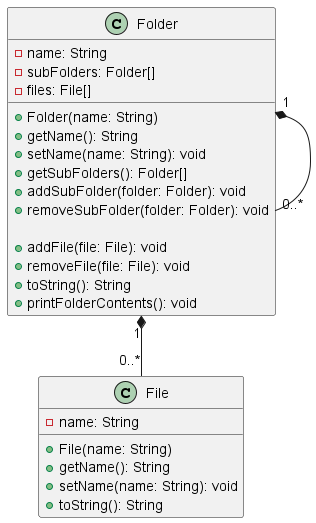 C Folder
name: String
subFolders: Folder[]
files: File[]
Folder(name: String)
getName(): String
setName(name: String): void
getSubFolders(): Folder[]
addSubFolder(folder: Folder): void
removeSubFolder(folder: Folder): void
addFile(file: File): void
removeFile(file: File): void
toString(): String
printFolderContents(): void
1
0..*
1
0..*
C File
name: String
File(name: String)
getName(): String
setName(name: String): void
toString(): String